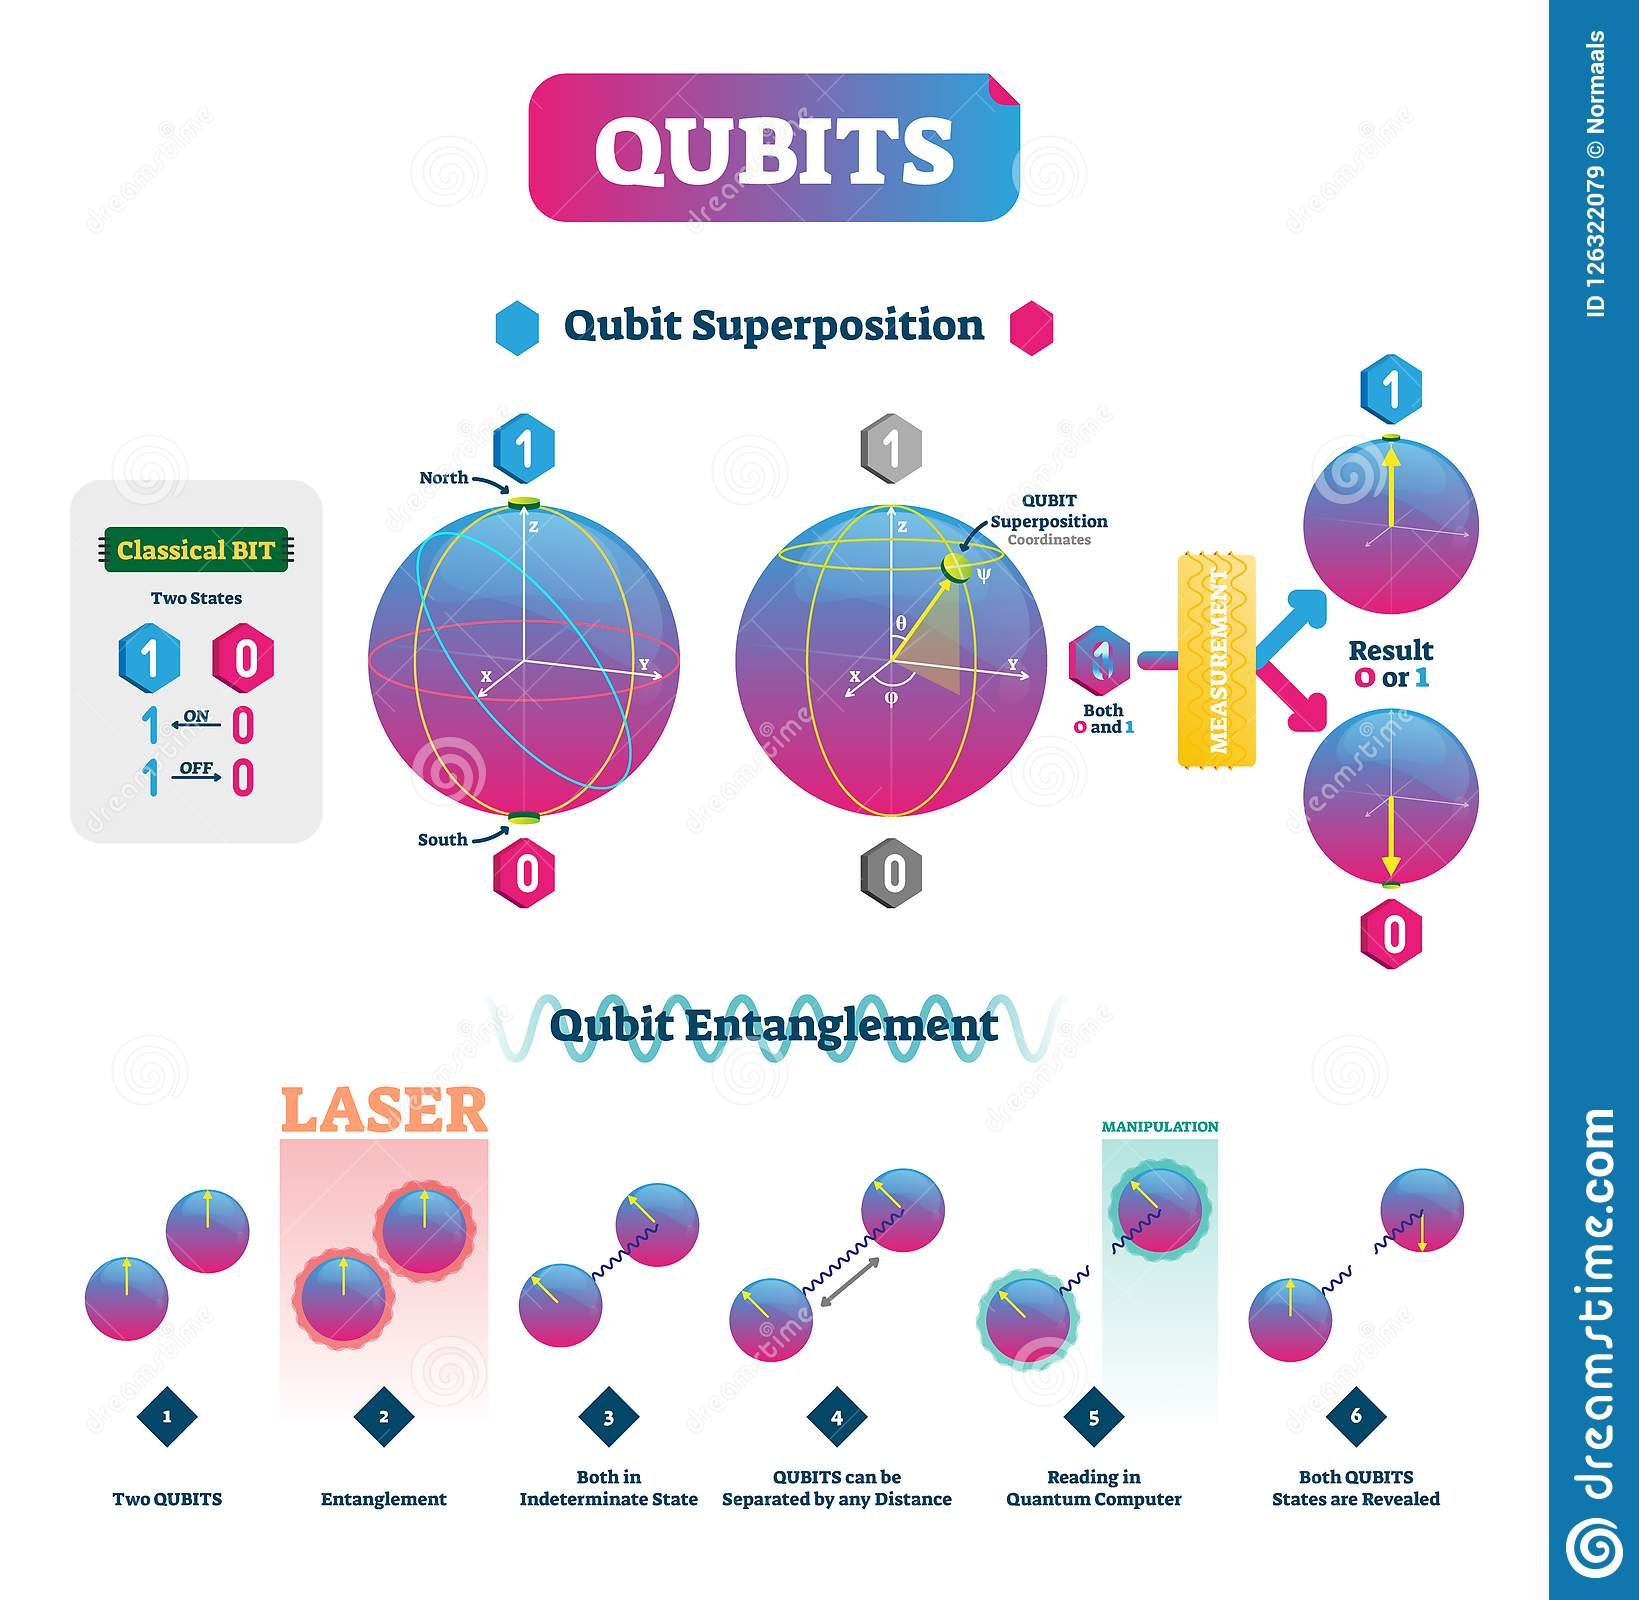 QUBITS
Qubit Superposition
Classical BIT
Two States
1 0
1 ON 0
1 OFF 0
1
North
Z
X
Y
South
0
1
QUBIT
Superposition
Coordinates
Z
ψ
θ
X
Y
φ
0
1
Both
0 and 1
MEASUREMENT
1
Result
0 or 1
0
Qubit Entanglement
LASER
MANIPULATION
1
Two QUBITS
2
Entanglement
3
Both in
Indeterminate State
4
QUBITS can be
Separated by any Distance
5
Reading in
Quantum Computer
6
Both QUBITS
States are Revealed
ID 126322079 © Normaals
dreamstime.com
dreamstime